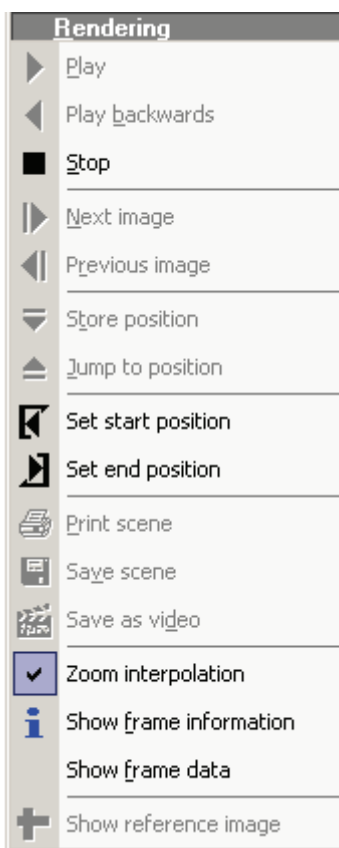 Rendering
Play
Play backwards
Stop
Next image
Previous image
Store position
Jump to position
Set start position
Set end position
Print scene
Save scene
Save as video
Zoom interpolation
Show frame information
Show frame data
Show reference image